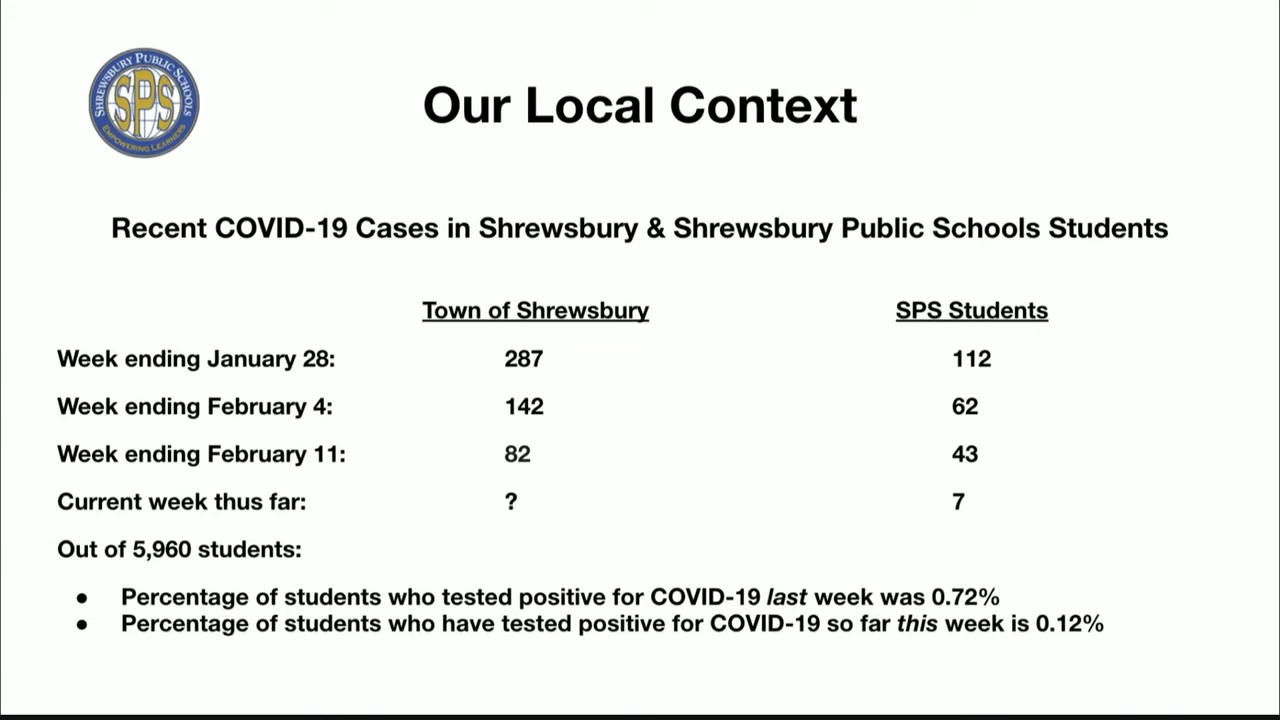 SHREWSBURY PUBLIC SCHOOLS
SPS
EMPOWERING LEARNERS
Our Local Context
Recent COVID-19 Cases in Shrewsbury & Shrewsbury Public Schools Students
Town of Shrewsbury SPS Students
Week ending January 28: 287 112
Week ending February 4: 142 62
Week ending February 11: 82 43
Current week thus far: ? 7
Out of 5,960 students:
● Percentage of students who tested positive for COVID-19 last week was 0.72%
● Percentage of students who have tested positive for COVID-19 so far this week is 0.12%